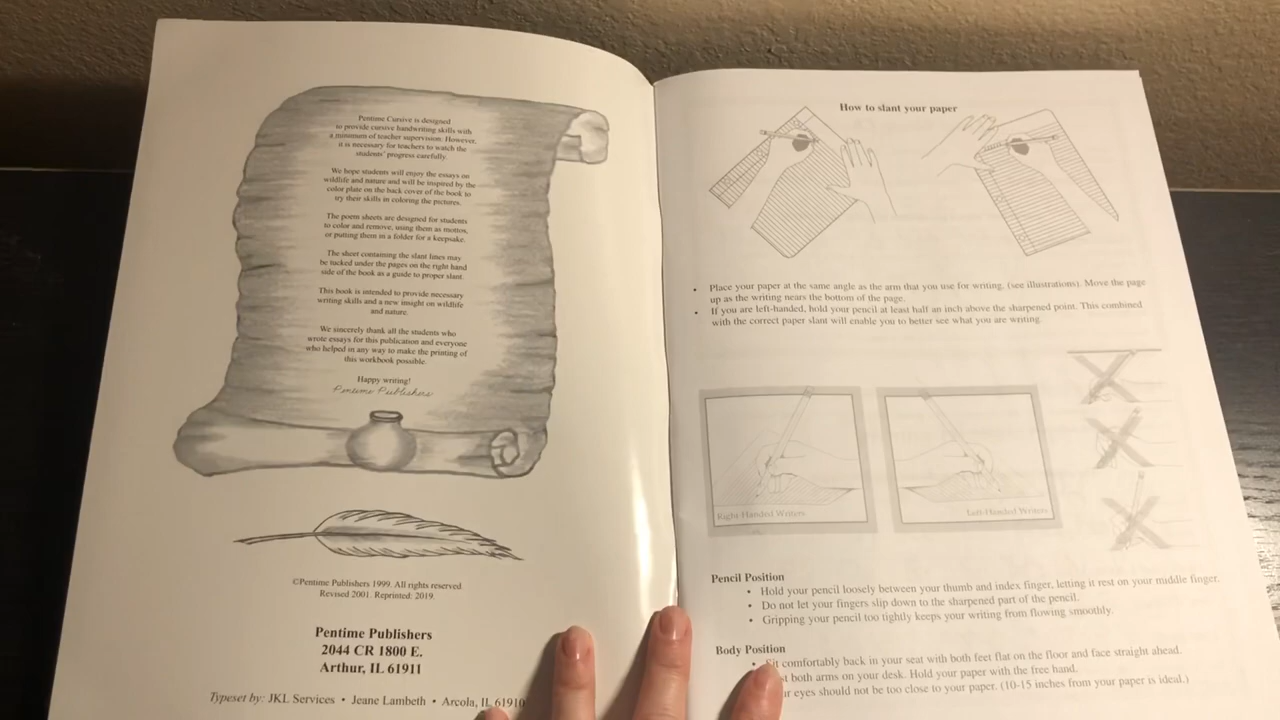 Pentime Cursive is designed
to provide cursive handwriting skills with
a minimum of teacher supervision. However,
it is necessary for teachers to watch the
students' progress carefully.
We hope students will enjoy the essays on
wildlife and nature and will be inspired by the
color plate on the back cover of the book to
try their skills in coloring the pictures.
The poem sheets are designed for students
to color and remove, using them as mottos,
or putting them in a folder for a keepsake.
The sheet containing the slant lines may
be tucked under the pages on the right hand
side of the book as a guide to proper slant.
This book is intended to provide necessary
writing skills and a new insight on wildlife
and nature.
We sincerely thank all the students who
wrote essays for this publication and everyone
who helped in any way to make the printing of
this workbook possible.
Happy writing!
Pentime Publishers
©Pentime Publishers 1999. All rights reserved
Revised 2001. Reprinted: 2019.
Pentime Publishers
2044 CR 1800 E.
Arthur, IL 61911
Typeset by: JKL Services • Jeane Lambeth • Arcola, IL 61910
How to slant your paper
• Place your paper at the same angle as the arm that you use for writing, (see illustrations). Move the page
up as the writing nears the bottom of the page.
• If you are left-handed, hold your pencil at least half an inch above the sharpened point. This combined
with the correct paper slant will enable you to better see what you are writing.
Right-Handed Writers
Left-Handed Writers
Pencil Position
• Hold your pencil loosely between your thumb and index finger, letting it rest on your middle finger.
• Do not let your fingers slip down to the sharpened part of the pencil.
• Gripping your pencil too tightly keeps your writing from flowing smoothly.
Body Position
• Sit comfortably back in your seat with both feet flat on the floor and face straight ahead.
both arms on your desk. Hold your paper with the free hand.
eyes should not be too close to your paper. (10-15 inches from your paper is ideal.)